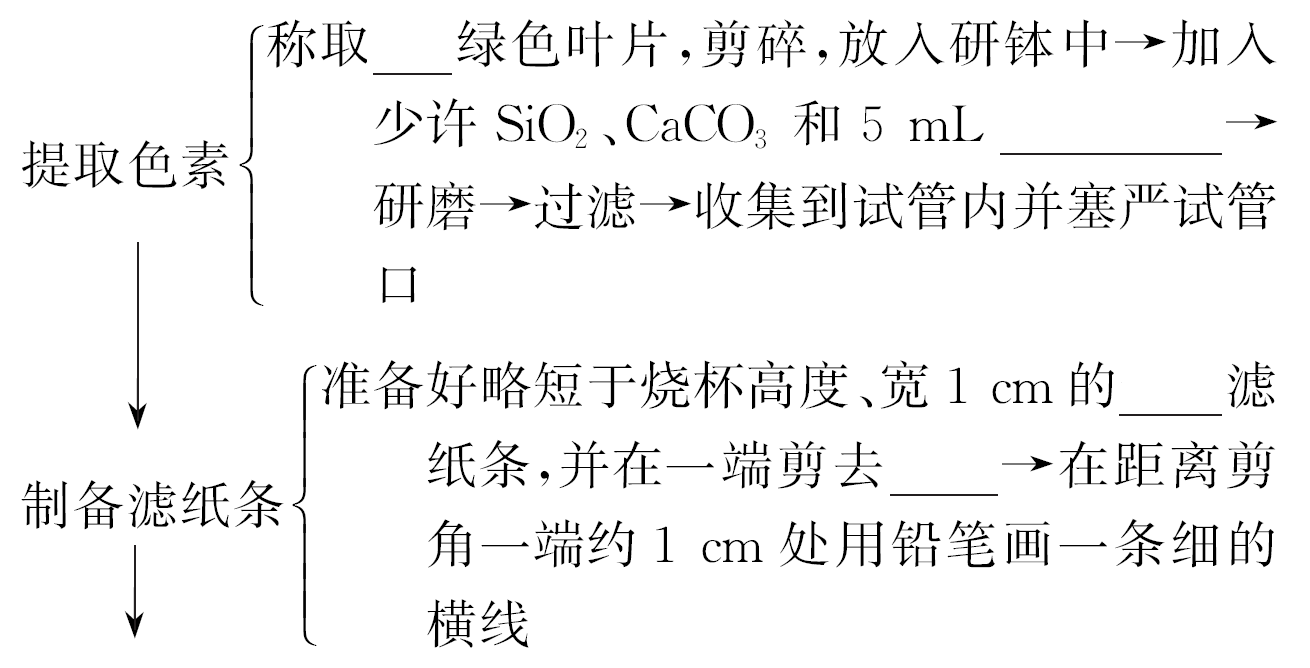 称取___绿色叶片,剪碎,放入研钵中→加入
少许 SiO₂、CaCO₃ 和 5 mL ________→
提取色素
研磨→过滤→收集到试管内并塞严试管
口
准备好略短于烧杯高度、宽 1 cm 的____滤
纸条,并在一端剪去____→在距离剪
制备滤纸条
角一端约 1 cm 处用铅笔画一条细的
横线